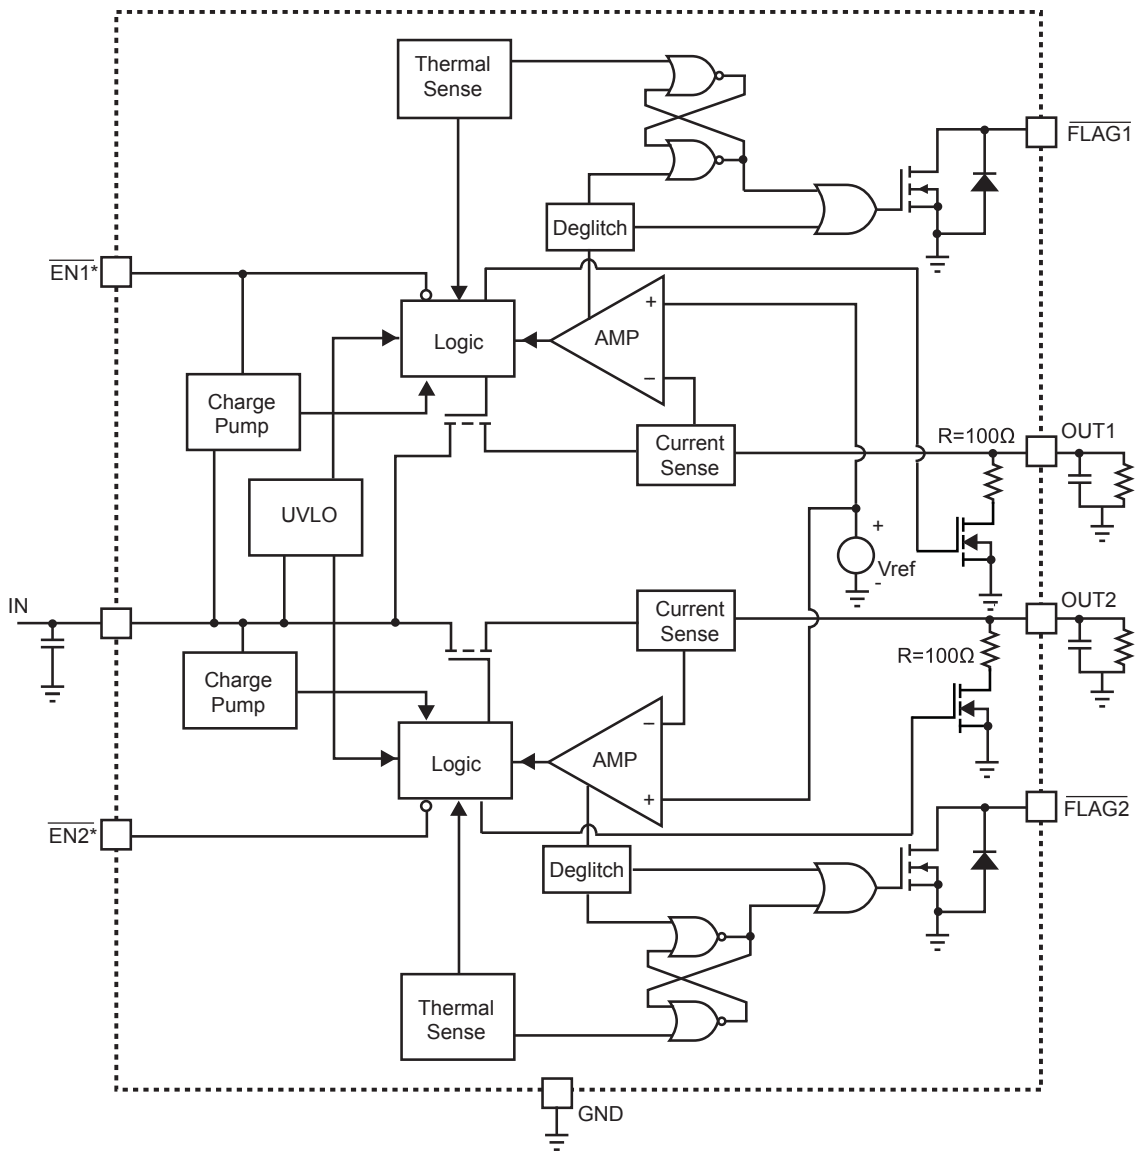 Thermal
Sense
FLAG1
Deglitch
EN1*
+
AMP
Logic
−
Charge
Pump
Current
Sense
R=100Ω
OUT1
UVLO
+
Vref
-
IN
OUT2
Current
Sense
R=100Ω
Charge
Pump
−
AMP
Logic
+
FLAG2
EN2*
Deglitch
Thermal
Sense
GND